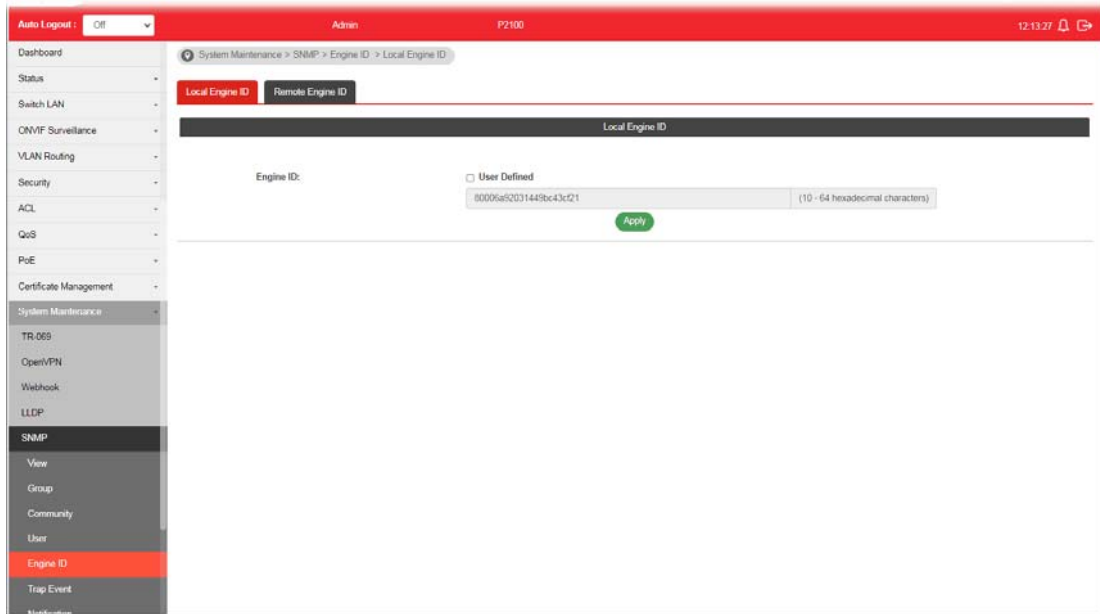 Auto Logout : Off Admin P2100 12:13:27
Dashboard
Status
Switch LAN
ONVIF Surveillance
VLAN Routing
Security
ACL
QoS
PoE
Certificate Management
System Maintenance
TR-069
OpenVPN
Webhook
LLDP
SNMP
View
Group
Community
User
Engine ID
Trap Event
Notification
System Maintenance > SNMP > Engine ID > Local Engine ID
Local Engine ID Remote Engine ID
Local Engine ID
Engine ID: User Defined
80006a92031449bc43cf21 (10 - 64 hexadecimal characters)
Apply